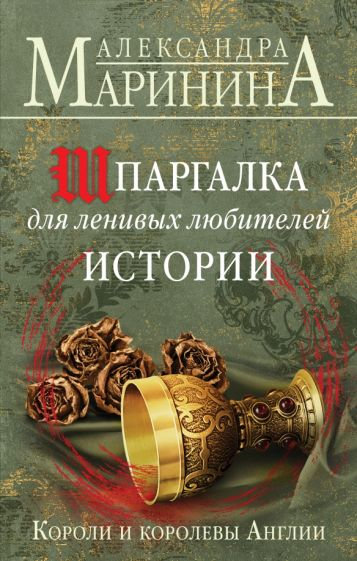 АЛЕКСАНДРА
МАРИНИНА
ШПАРГАЛКА
для ленивых любителей
ИСТОРИИ
Короли и королевы Англии